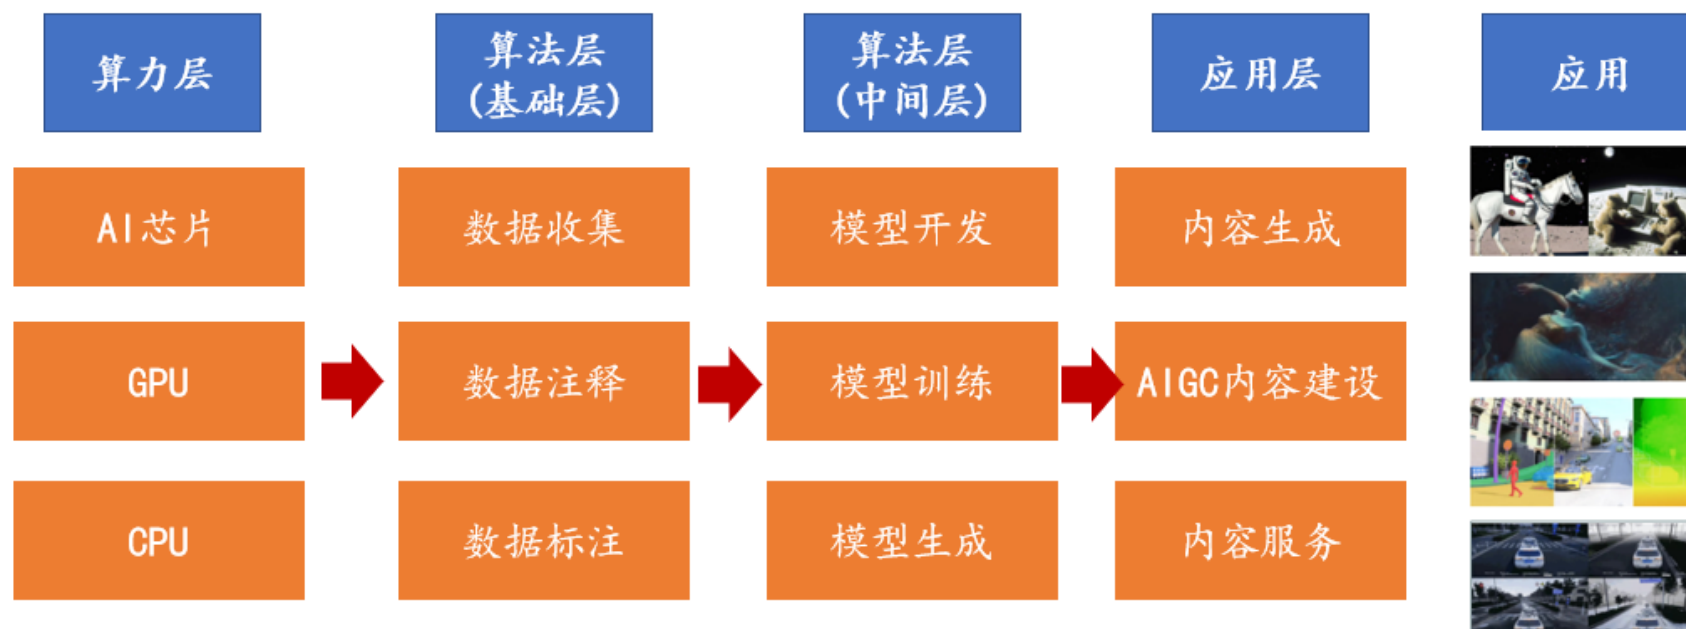 算力层
算法层
(基础层)
算法层
(中间层)
应用层
应用
AI芯片
数据收集
模型开发
内容生成
GPU
数据注释
模型训练
AIGC内容建设
CPU
数据标注
模型生成
内容服务